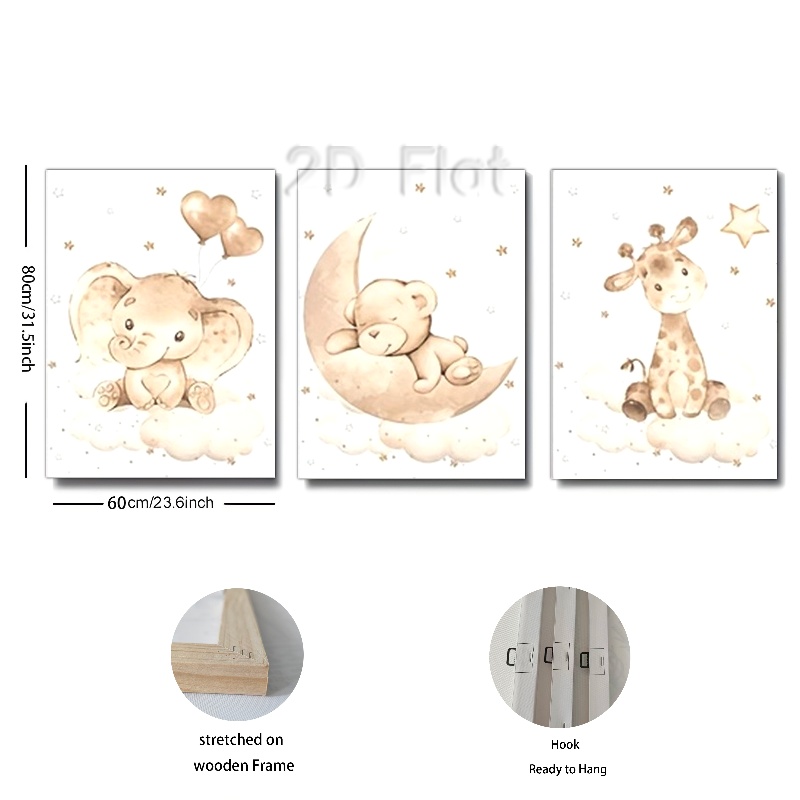 2D Flat
80cm/31.5inch
60cm/23.6inch
stretched on
wooden Frame
Hook
Ready to Hang